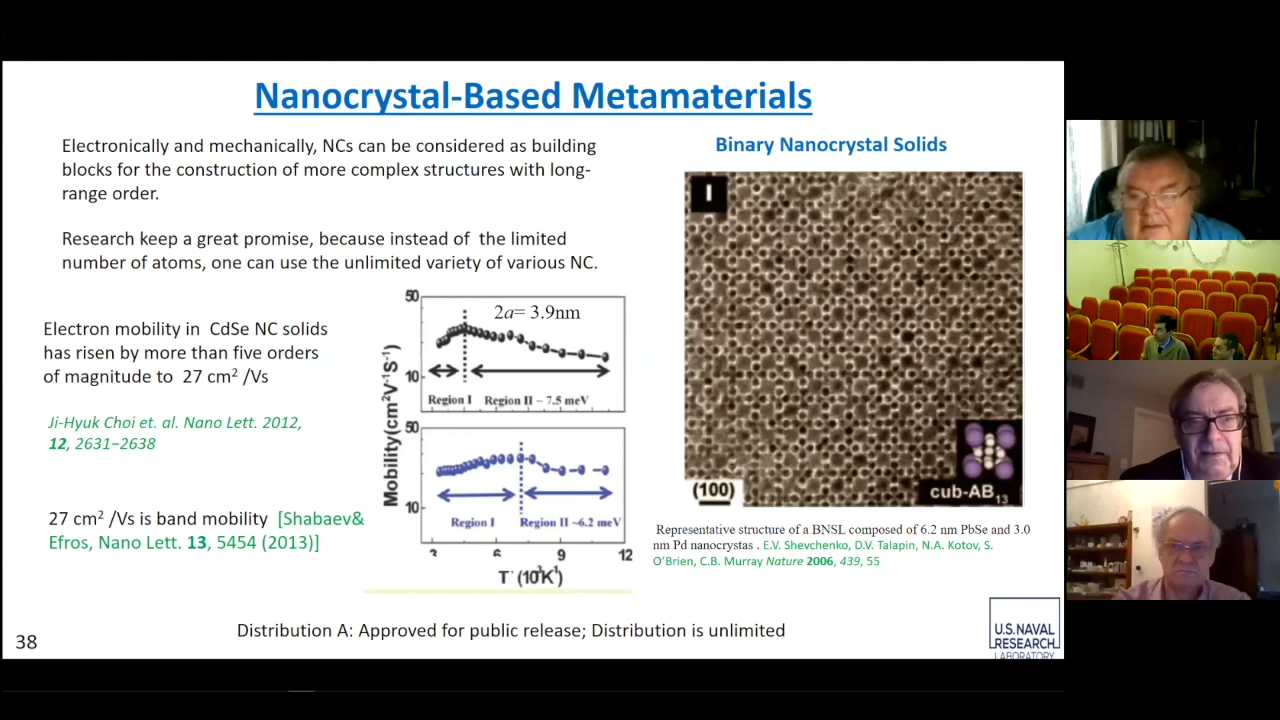 Nanocrystal-Based Metamaterials
Electronically and mechanically, NCs can be considered as building
blocks for the construction of more complex structures with long-
range order.
Research keep a great promise, because instead of the limited
number of atoms, one can use the unlimited variety of various NC.
Electron mobility in CdSe NC solids
has risen by more than five orders
of magnitude to 27 cm² /Vs
Ji-Hyuk Choi et. al. Nano Lett. 2012,
12, 2631–2638
27 cm² /Vs is band mobility [Shabaev&
Efros, Nano Lett. 13, 5454 (2013)]
50
2a= 3.9nm
10
Region I Region II ~ 7.5 meV
50
10
Region I Region II ~6.2 meV
Mobility(cm²V⁻¹S⁻¹)
3 6 9 12
Binary Nanocrystal Solids
I
(100)
cub-AB₁₃
Representative structure of a BNSL composed of 6.2 nm PbSe and 3.0
nm Pd nanocrystas . E.V. Shevchenko, D.V. Talapin, N.A. Kotov, S.
O'Brien, C.B. Murray Nature 2006, 439, 55
Distribution A: Approved for public release; Distribution is unlimited
38
U.S. NAVAL
RESEARCH
LABORATORY